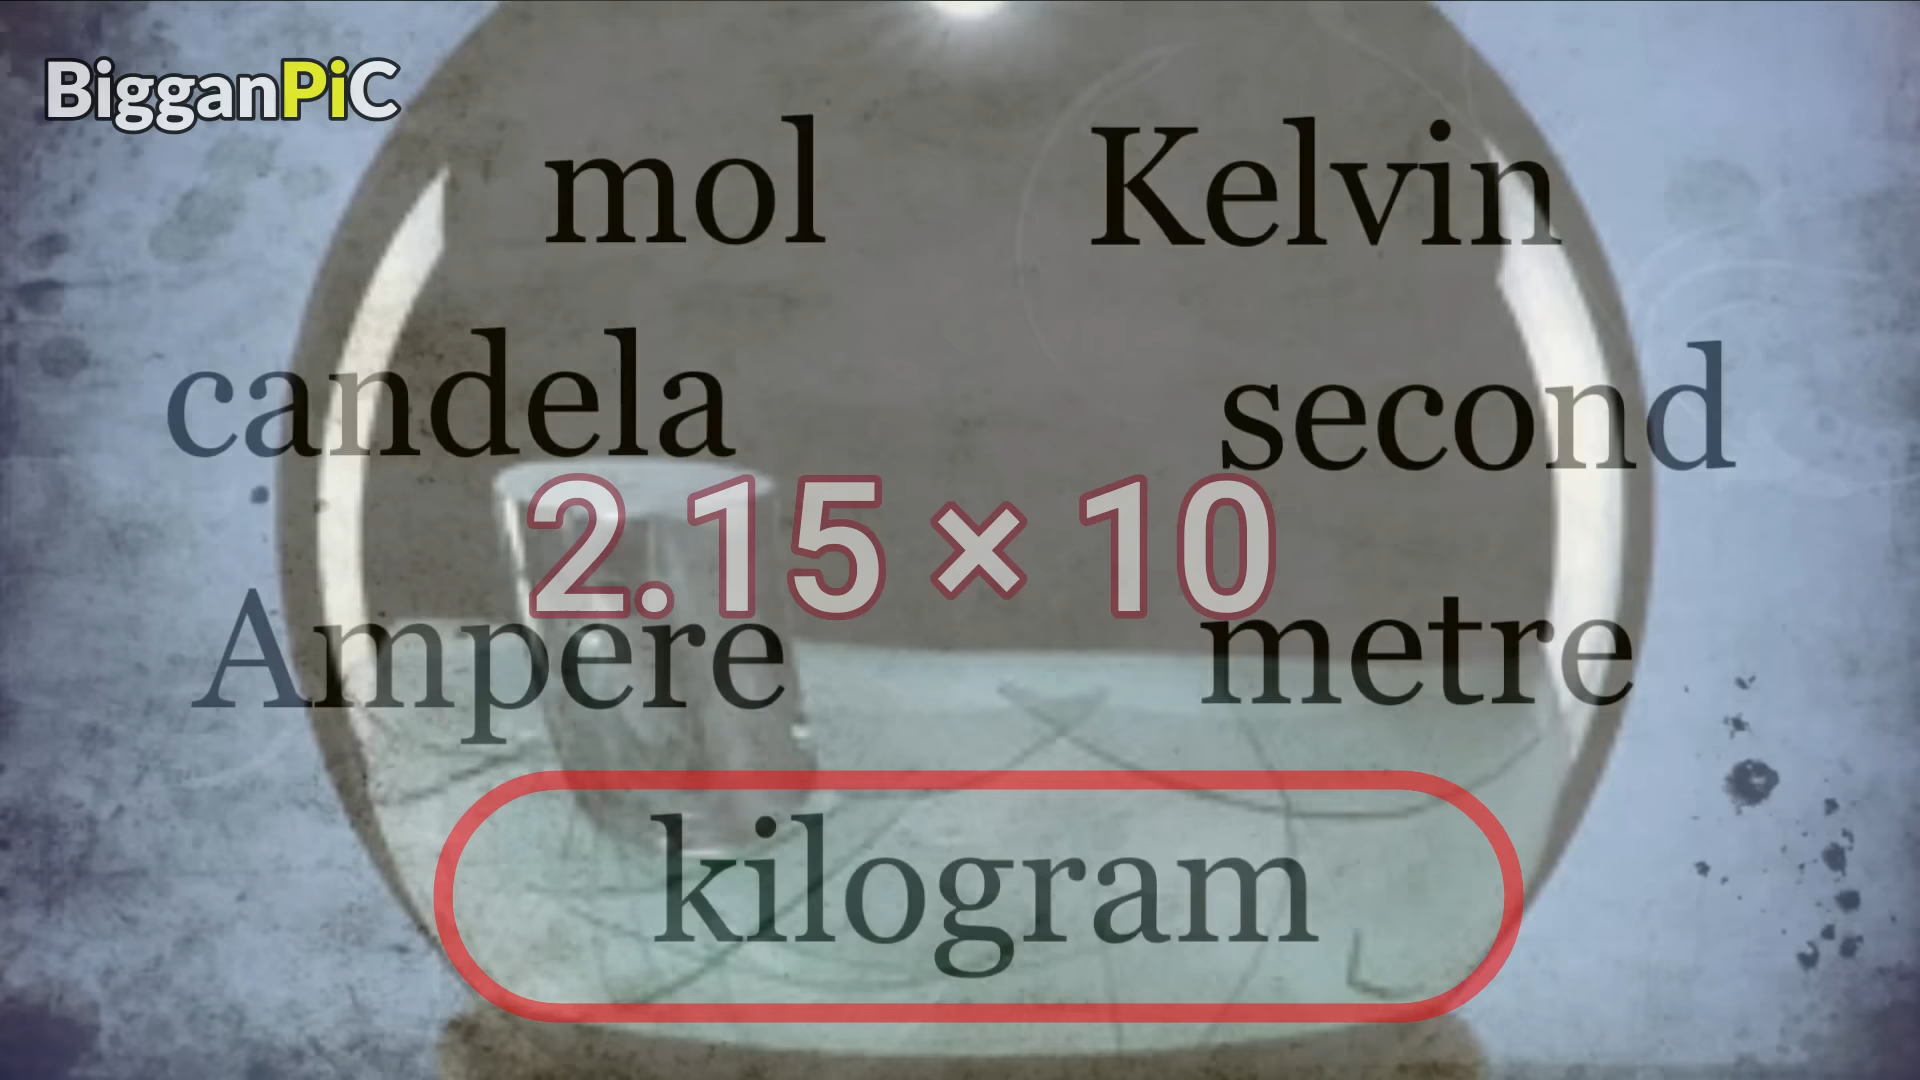 BigganPiC
mol Kelvin
candela second
2.15 × 10
Ampere metre
kilogram